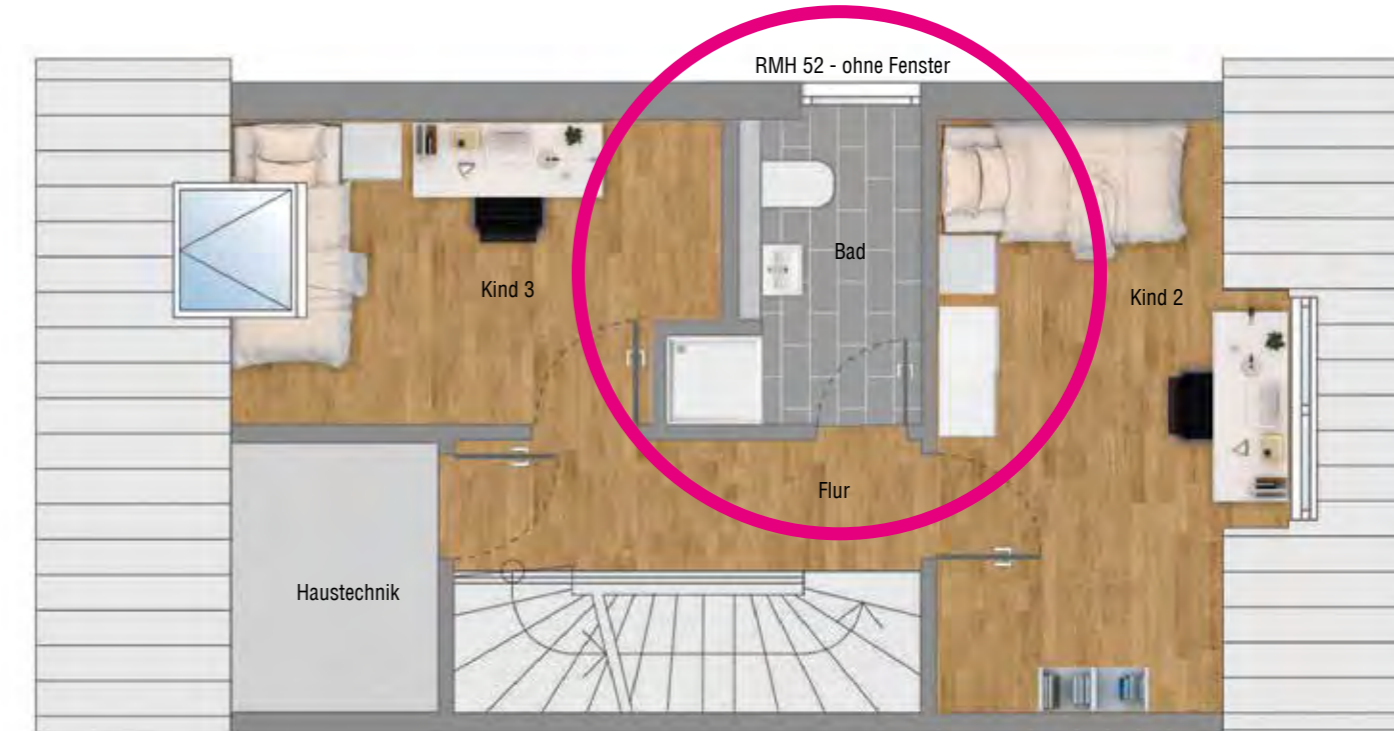 RMH 52 - ohne Fenster
Bad
Kind 3
Kind 2
Flur
Haustechnik